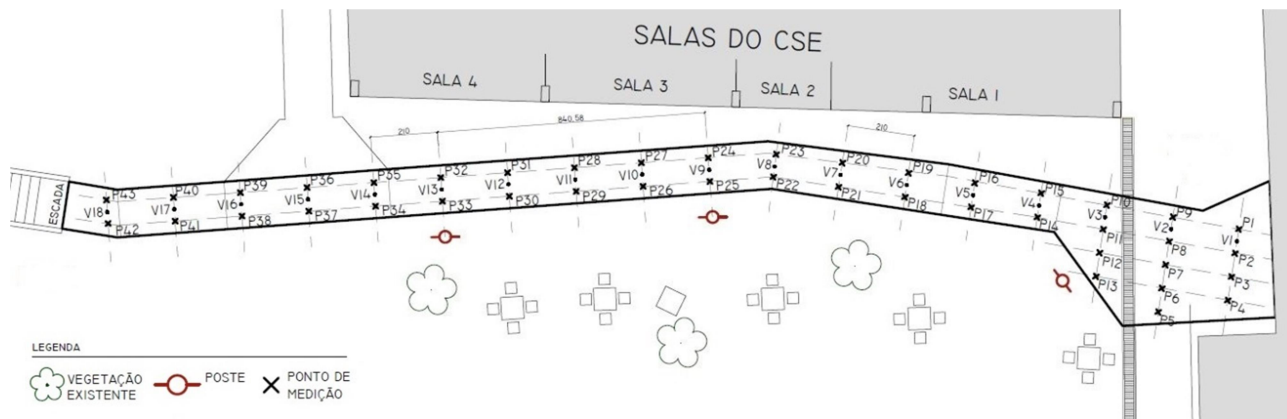 SALAS DO CSE
SALA 4
SALA 3
SALA 2
SALA 1
210
840.58
210
ESCADA
P43
V18
P42
P40
V17
P41
P39
V16
P38
P36
V15
P37
P35
V14
P34
P32
V13
P33
P31
V12
P30
P28
V11
P29
P27
V10
P26
P24
V9
P25
P23
V8
P22
P20
V7
P21
P19
V6
P18
P16
V5
P17
P15
V4
P14
P10
V3
P11
P12
P13
P9
V2
P8
P7
P6
P5
P1
V1
P2
P3
P4
LEGENDA
VEGETAÇÃO
EXISTENTE
POSTE
PONTO DE
MEDIÇÃO